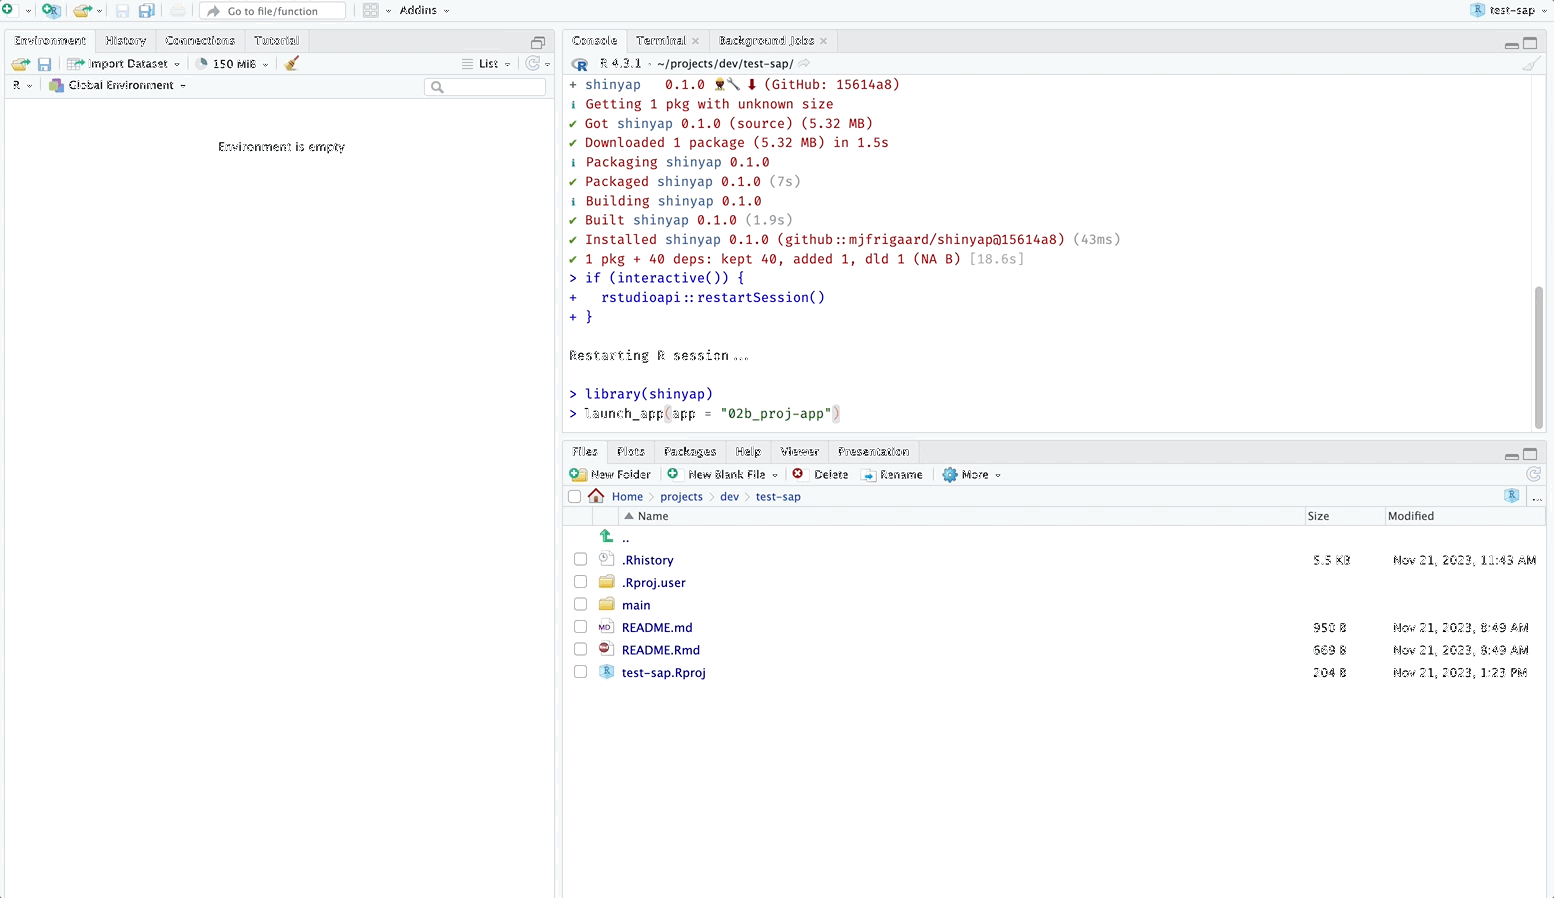 Go to file/function
Addins
test-sap
Environment History Connections Tutorial
Import Dataset 150 MiB List
R Global Environment
Environment is empty
Console Terminal Background Jobs
R 4.3.1 · ~/projects/dev/test-sap/
+ shinyap   0.1.0 (GitHub: 15614a8)
ℹ Getting 1 pkg with unknown size
✔ Got shinyap 0.1.0 (source) (5.32 MB)
✔ Downloaded 1 package (5.32 MB) in 1.5s
ℹ Packaging shinyap 0.1.0
✔ Packaged shinyap 0.1.0 (7s)
ℹ Building shinyap 0.1.0
✔ Built shinyap 0.1.0 (1.9s)
✔ Installed shinyap 0.1.0 (github::mjfrigaard/shinyap@15614a8) (43ms)
✔ 1 pkg + 40 deps: kept 40, added 1, dld 1 (NA B) [18.6s]
> if (interactive()) {
+   rstudioapi::restartSession()
+ }
Restarting R session...
> library(shinyap)
> launch_app(app = "02b_proj-app")
Files Plots Packages Help Viewer Presentation
New Folder New Blank File Delete Rename More
Home projects dev test-sap R ...
Name Size Modified
..
.Rhistory 5.5 KB Nov 21, 2023, 11:43 AM
.Rproj.user
main
README.md 950 B Nov 21, 2023, 8:49 AM
README.Rmd 669 B Nov 21, 2023, 8:49 AM
test-sap.Rproj 204 B Nov 21, 2023, 1:23 PM